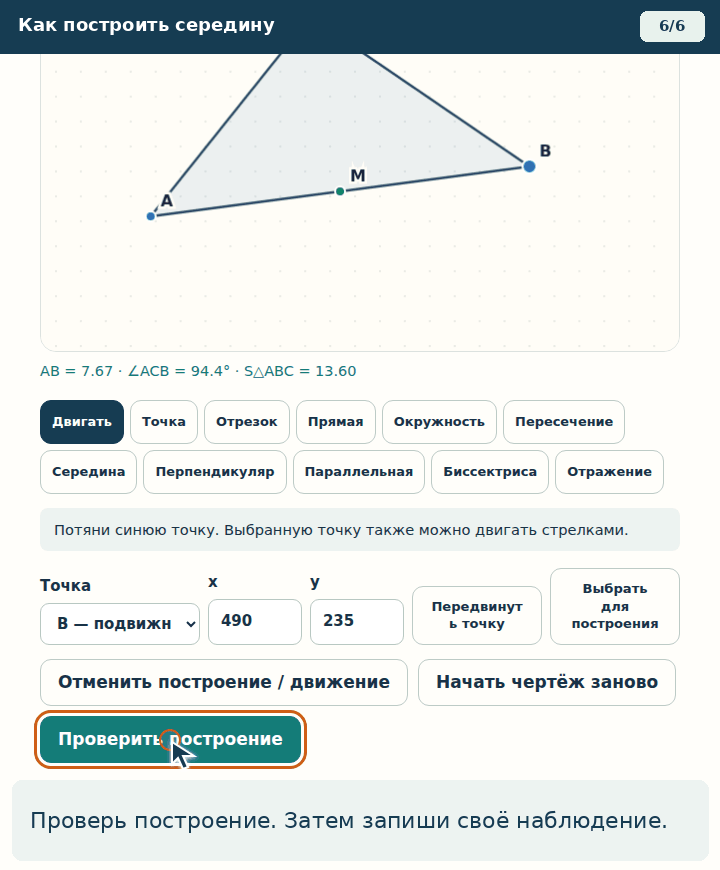 Как построить середину
6/6
B
M
A
AB = 7.67 · ∠ACB = 94.4° · S△ABC = 13.60
Двигать
Точка
Отрезок
Прямая
Окружность
Пересечение
Середина
Перпендикуляр
Параллельная
Биссектриса
Отражение
Потяни синюю точку. Выбранную точку также можно двигать стрелками.
Точка
x
y
B — подвижн
490
235
Передвинут
ь точку
Выбрать
для
построения
Отменить построение / движение
Начать чертёж заново
Проверить построение
Проверь построение. Затем запиши своё наблюдение.